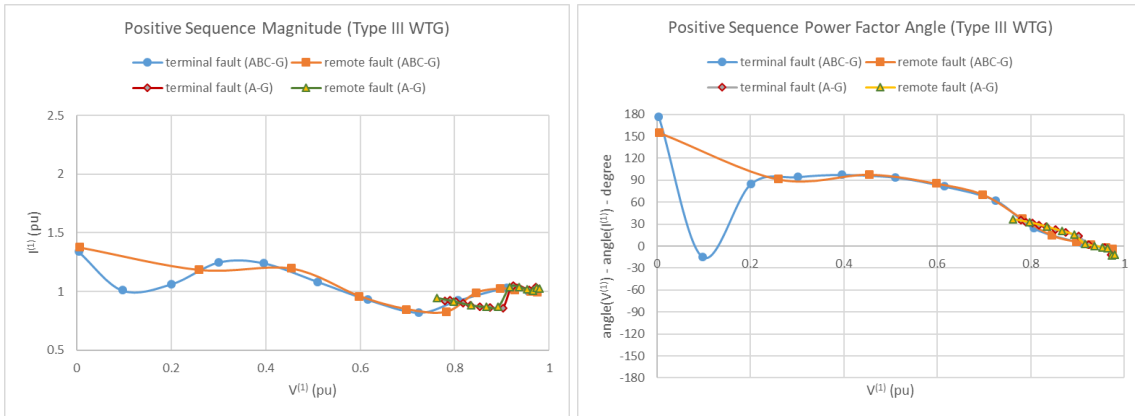 Positive Sequence Magnitude (Type III WTG)
terminal fault (ABC-G) remote fault (ABC-G)
terminal fault (A-G) remote fault (A-G)
2.5
2
1.5
1
0.5
I(1) (pu)
0 0.2 0.4 0.6 0.8 1
V(1) (pu)
Positive Sequence Power Factor Angle (Type III WTG)
terminal fault (ABC-G) remote fault (ABC-G)
terminal fault (A-G) remote fault (A-G)
180
150
120
90
60
30
0
-30
-60
-90
-120
-150
-180
angle(V(1)) - angle(I(1)) - degree
0 0.2 0.4 0.6 0.8 1
V(1) (pu)